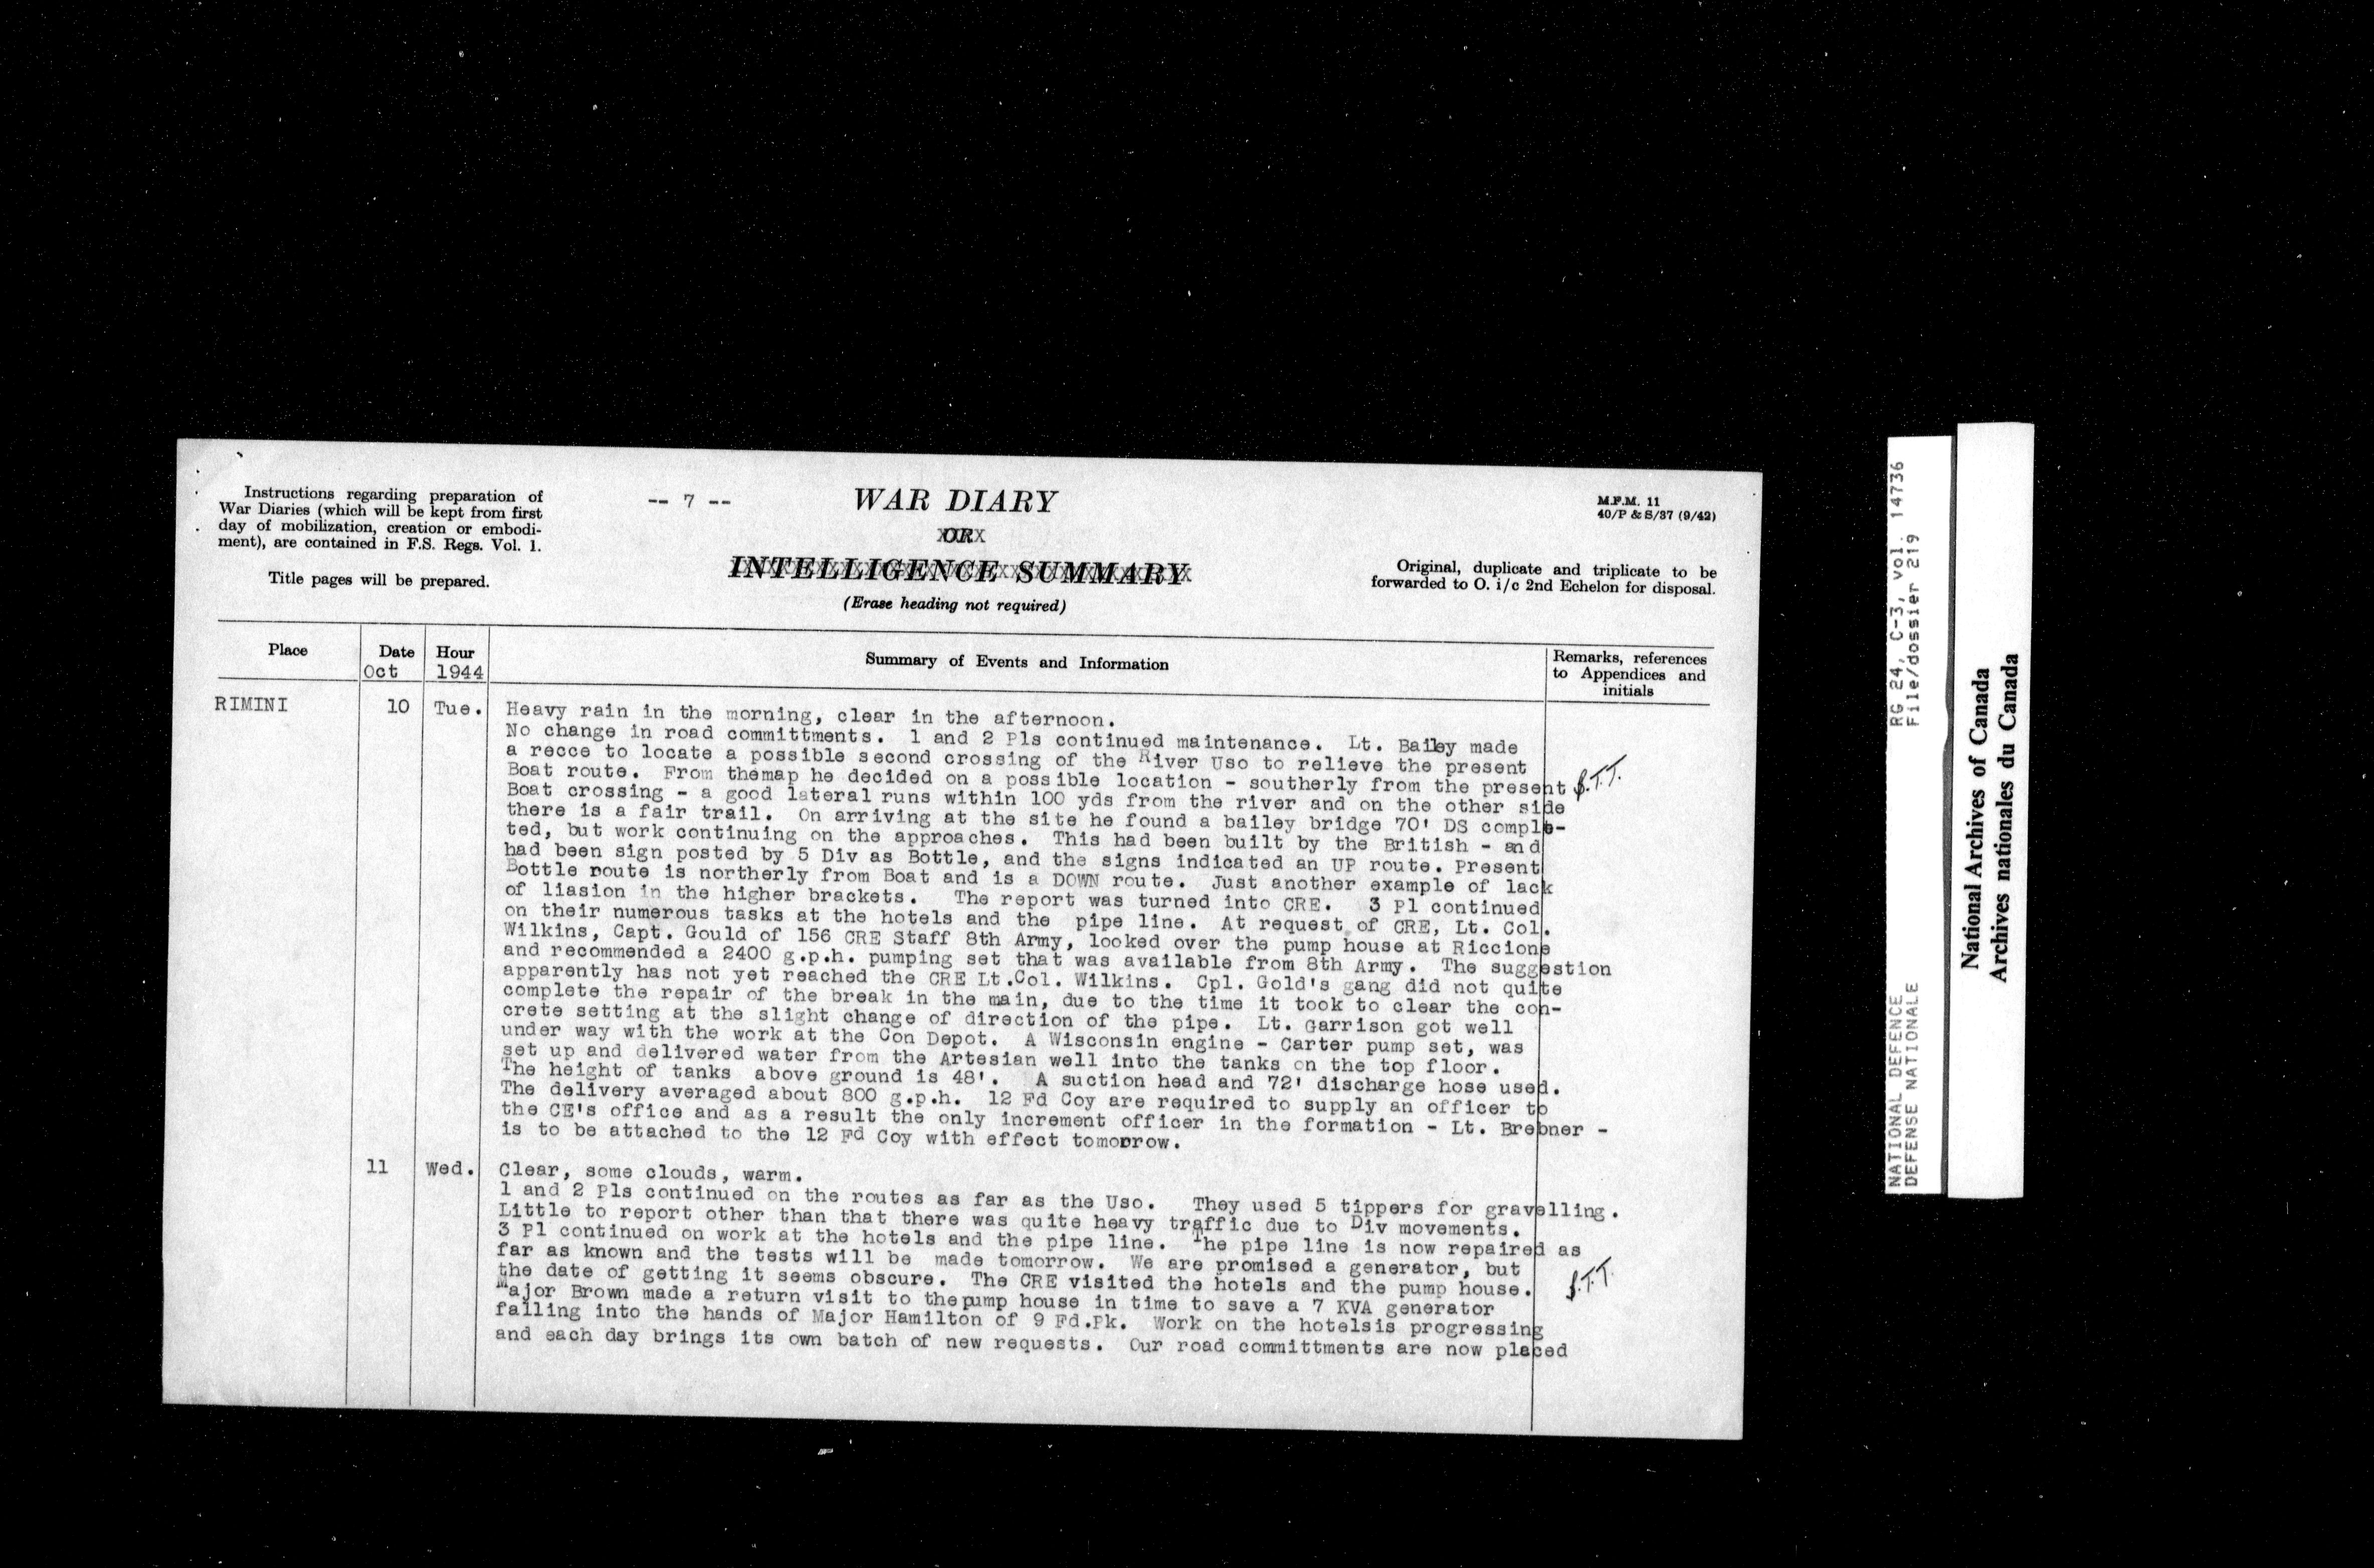 Instructions regarding preparation of
War Diaries (which will be kept from first
day of mobilization, creation or embodi-
ment), are contained in F.S. Regs. Vol. 1.
Title pages will be prepared.
-- 7 --
WAR DIARY
OR
INTELLIGENCE SUMMARY
(Erase heading not required)
M.F.M. 11
40/P & S/37 (9/42)
Original, duplicate and triplicate to be
forwarded to O. i/c 2nd Echelon for disposal.
Place
Date
Oct
Hour
1944
Summary of Events and Information
Remarks, references
to Appendices and
initials
RIMINI 10 Tue. Heavy rain in the morning, clear in the afternoon.
No change in road committments. 1 and 2 Pls continued maintenance. Lt. Bailey made
a recce to locate a possible second crossing of the River Uso to relieve the present
Boat route. From themap he decided on a possible location - southerly from the present
Boat crossing - a good lateral runs within 100 yds from the river and on the other side
there is a fair trail. On arriving at the site he found a bailey bridge 70' DS comple-
ted, but work continuing on the approaches. This had been built by the British - and
had been sign posted by 5 Div as Bottle, and the signs indicated an UP route. Present
Bottle route is northerly from Boat and is a DOWN route. Just another example of lack
of liasion in the higher brackets. The report was turned into CRE. 3 Pl continued
on their numerous tasks at the hotels and the pipe line. At request of CRE, Lt. Col.
Wilkins, Capt. Gould of 156 CRE Staff 8th Army, looked over the pump house at Riccione
and recommended a 2400 g.p.h. pumping set that was available from 8th Army. The suggestion
apparently has not yet reached the CRE Lt.Col. Wilkins. Cpl. Gold's gang did not quite
complete the repair of the break in the main, due to the time it took to clear the con-
crete setting at the slight change of direction of the pipe. Lt. Garrison got well
under way with the work at the Con Depot. A Wisconsin engine - Carter pump set, was
set up and delivered water from the Artesian well into the tanks on the top floor.
The height of tanks above ground is 48'. A suction head and 72' discharge hose used.
The delivery averaged about 800 g.p.h. 12 Fd Coy are required to supply an officer to
the CE's office and as a result the only increment officer in the formation - Lt. Brebner -
is to be attached to the 12 Fd Coy with effect tomorrow.
11 Wed. Clear, some clouds, warm.
1 and 2 Pls continued on the routes as far as the Uso. They used 5 tippers for gravelling.
Little to report other than that there was quite heavy traffic due to Div movements.
3 Pl continued on work at the hotels and the pipe line. The pipe line is now repaired as
far as known and the tests will be made tomorrow. We are promised a generator, but
the date of getting it seems obscure. The CRE visited the hotels and the pump house.
Major Brown made a return visit to thepump house in time to save a 7 KVA generator
falling into the hands of Major Hamilton of 9 Fd.Pk. Work on the hotelsis progressing
and each day brings its own batch of new requests. Our road committments are now placed
NATIONAL DEFENCE RG 24, C-3, vol. 14736
DEFENSE NATIONALE File/dossier 219
National Archives of Canada
Archives nationales du Canada